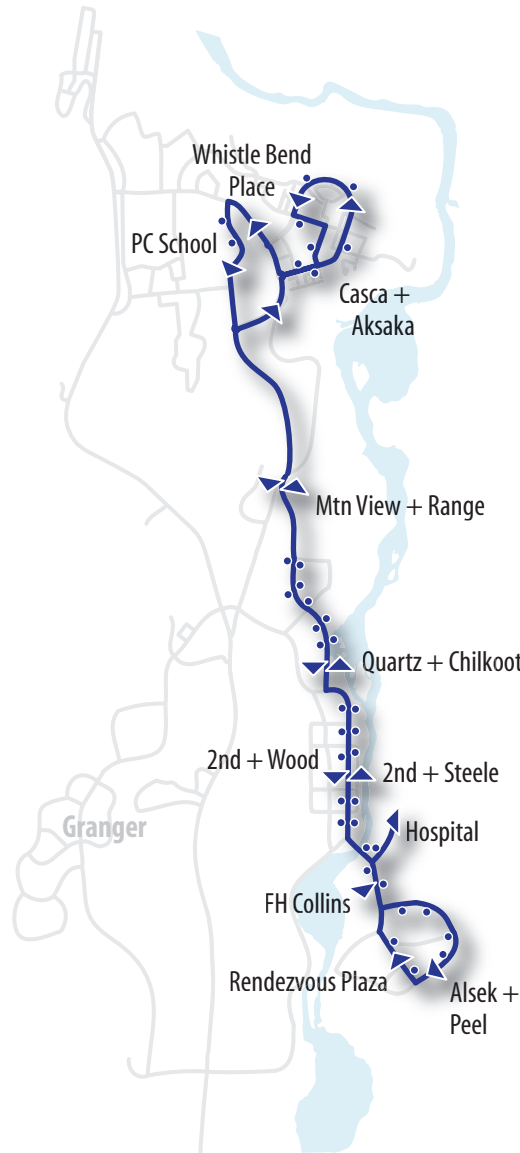 Whistle Bend
Place
PC School
Casca +
Aksaka
Mtn View + Range
Quartz + Chilkoot
2nd + Wood
2nd + Steele
Granger
Hospital
FH Collins
Rendezvous Plaza
Alsek +
Peel